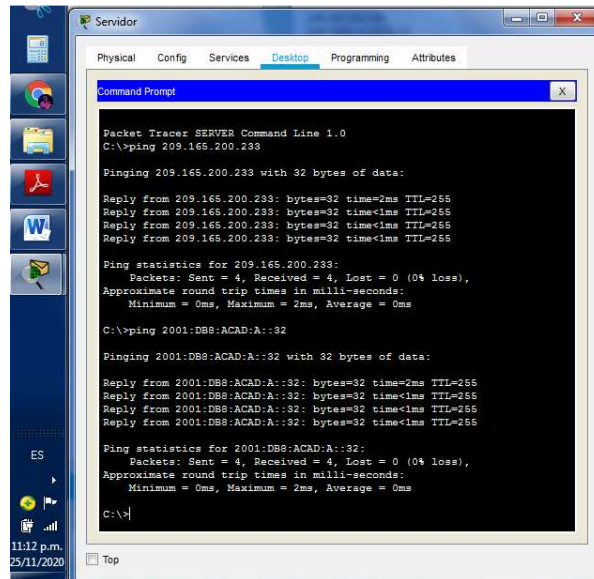 Servidor
Physical Config Services Desktop Programming Attributes
Command Prompt
X
Packet Tracer SERVER Command Line 1.0
C:\>ping 209.165.200.233
Pinging 209.165.200.233 with 32 bytes of data:
Reply from 209.165.200.233: bytes=32 time=2ms TTL=255
Reply from 209.165.200.233: bytes=32 time<1ms TTL=255
Reply from 209.165.200.233: bytes=32 time<1ms TTL=255
Reply from 209.165.200.233: bytes=32 time<1ms TTL=255
Ping statistics for 209.165.200.233:
Packets: Sent = 4, Received = 4, Lost = 0 (0% loss),
Approximate round trip times in milli-seconds:
Minimum = 0ms, Maximum = 2ms, Average = 0ms
C:\>ping 2001:DB8:ACAD:A::32
Pinging 2001:DB8:ACAD:A::32 with 32 bytes of data:
Reply from 2001:DB8:ACAD:A::32: bytes=32 time=2ms TTL=255
Reply from 2001:DB8:ACAD:A::32: bytes=32 time<1ms TTL=255
Reply from 2001:DB8:ACAD:A::32: bytes=32 time<1ms TTL=255
Reply from 2001:DB8:ACAD:A::32: bytes=32 time<1ms TTL=255
Ping statistics for 2001:DB8:ACAD:A::32:
Packets: Sent = 4, Received = 4, Lost = 0 (0% loss),
Approximate round trip times in milli-seconds:
Minimum = 0ms, Maximum = 2ms, Average = 0ms
C:\>
Top
W
ES
11:12 p.m.
25/11/2020